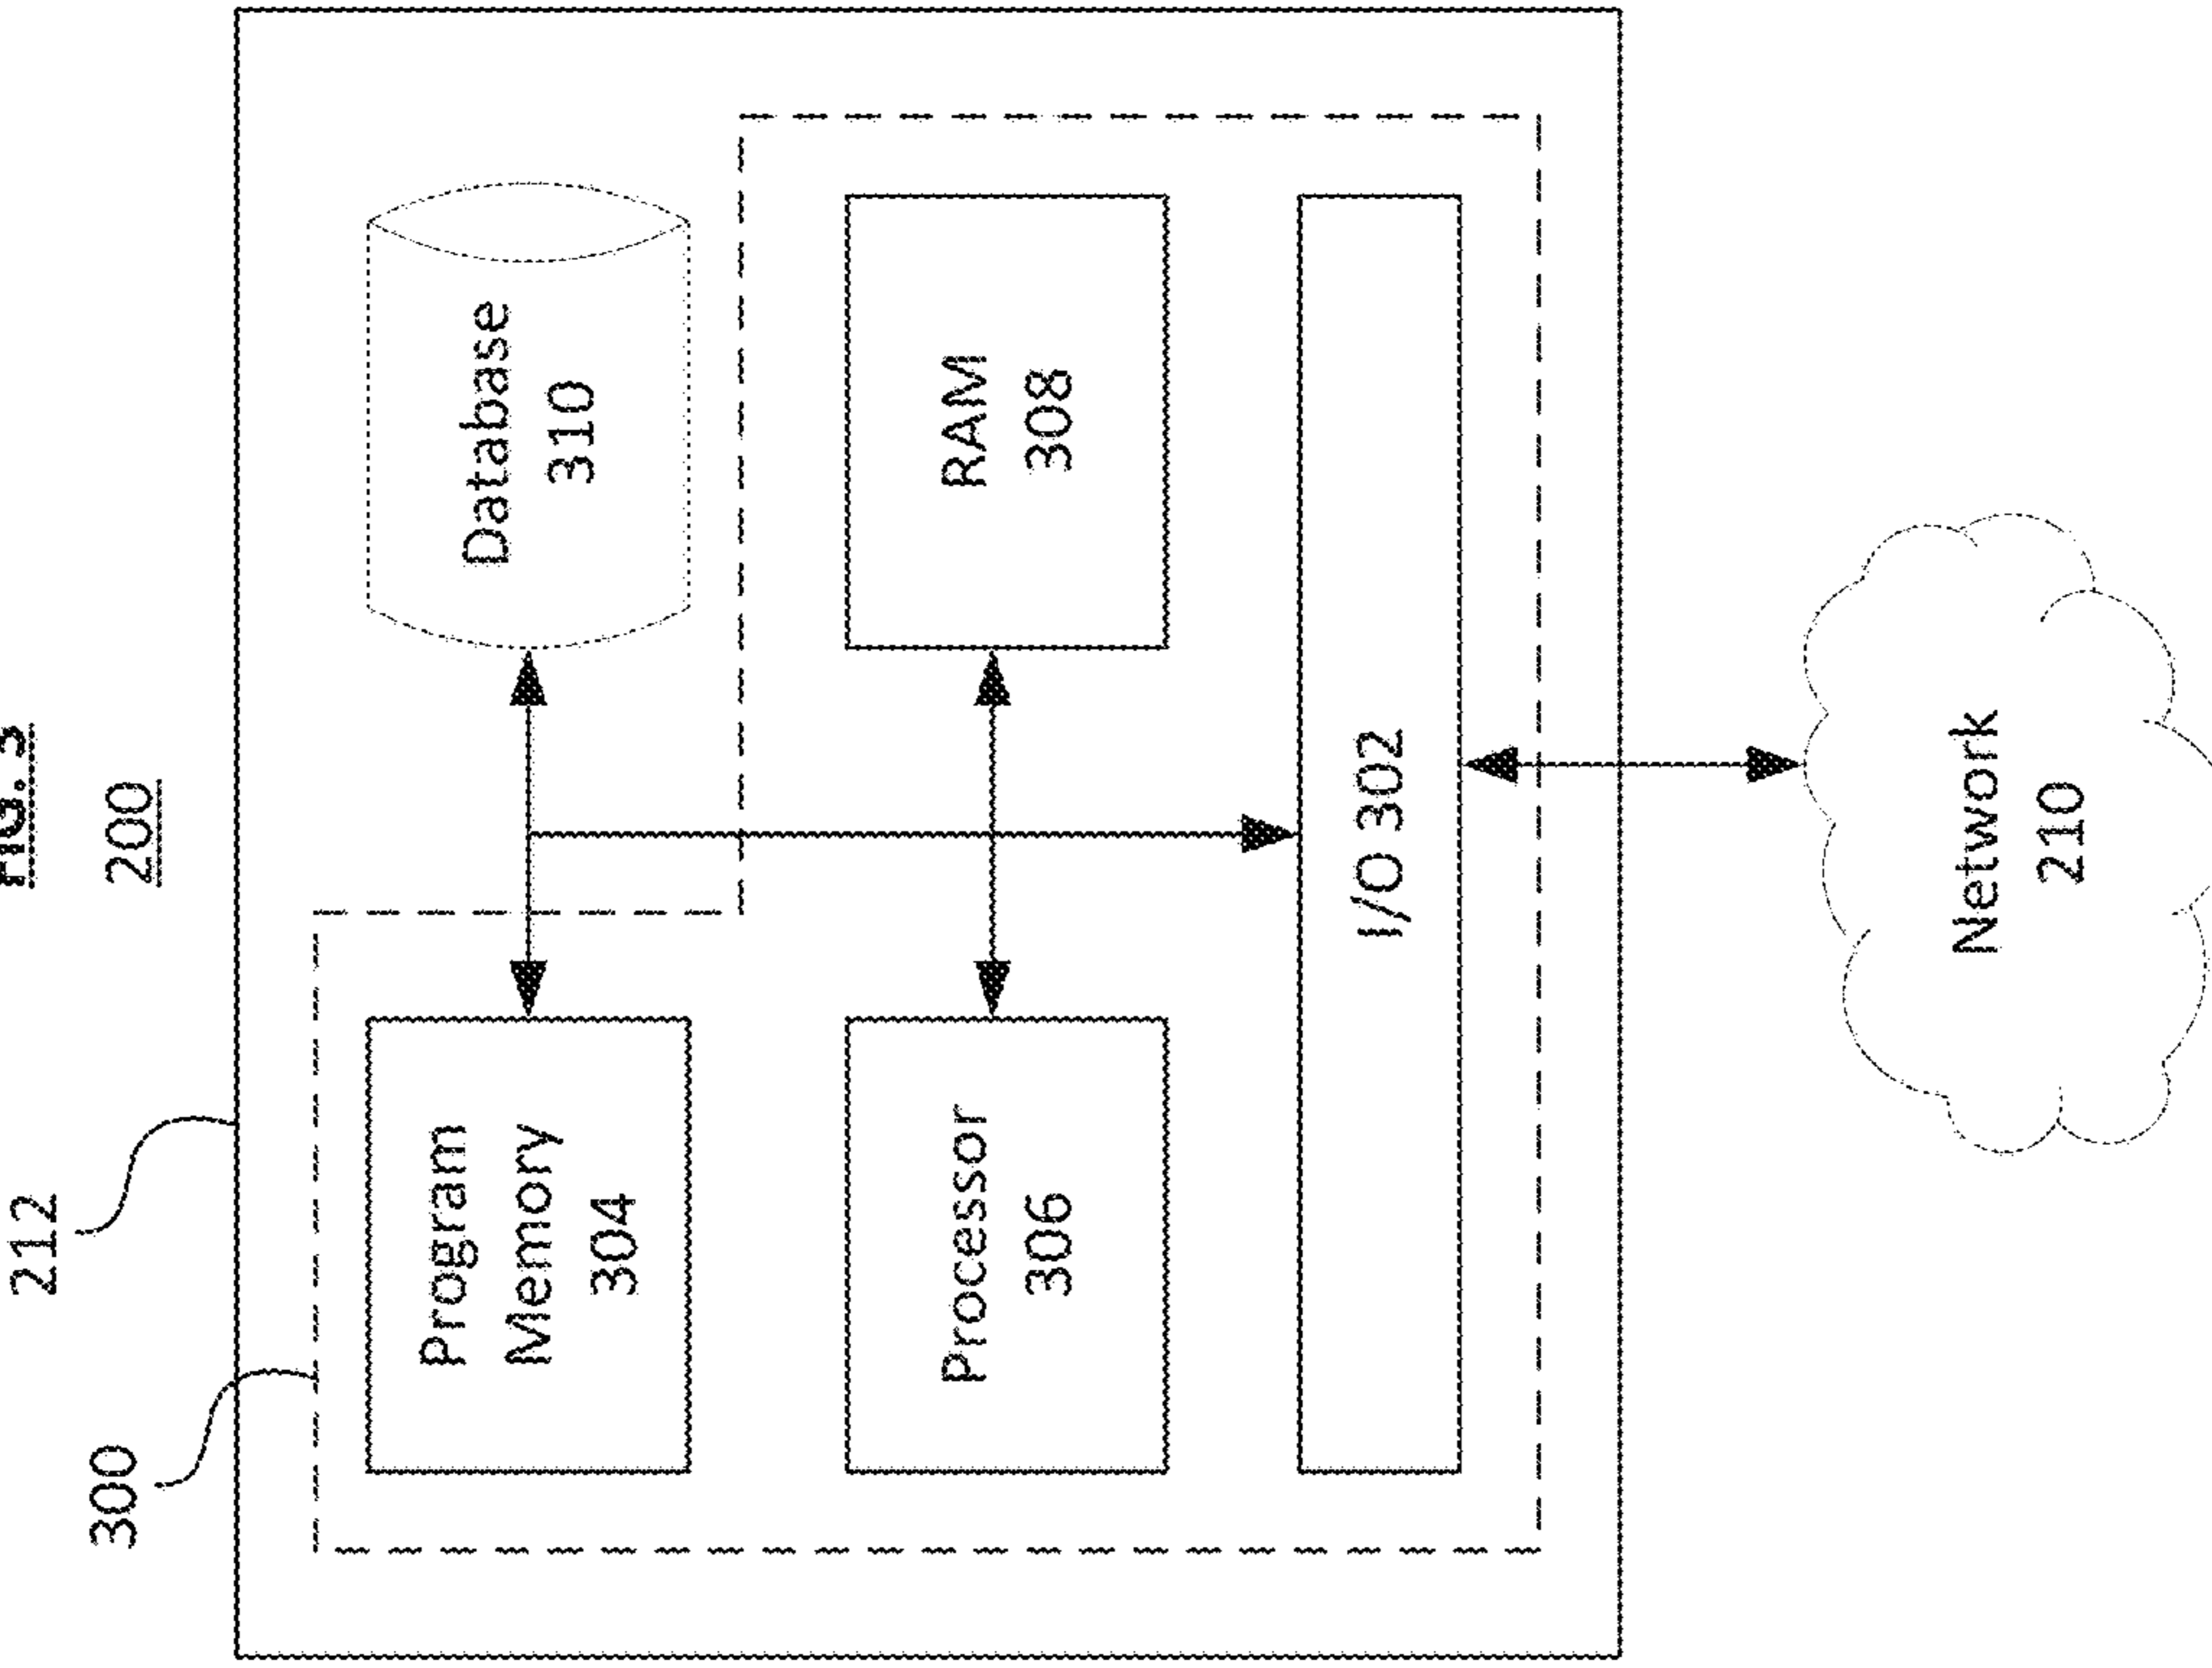 FIG. 3
212
200
300
Program
Memory
304
Database
310
Processor
306
RAM
308
I/O 302
Network
210